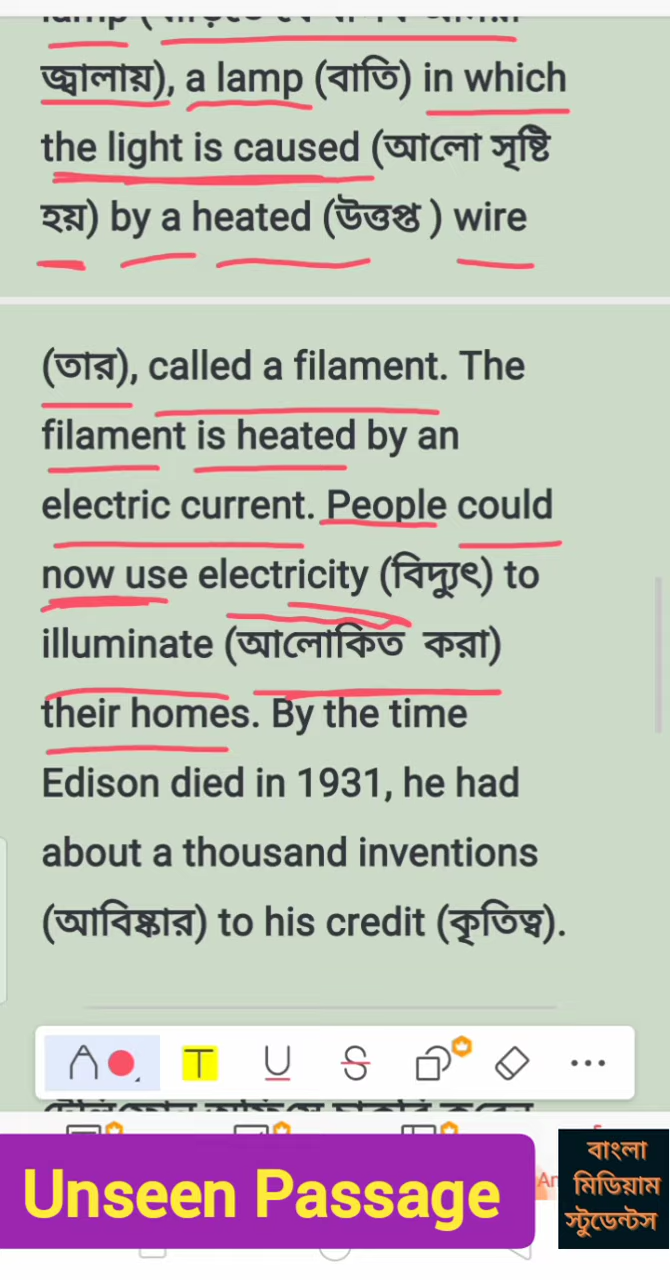 জ্বালায়), a lamp (বাতি) in which
the light is caused (আলো সৃষ্টি
হয়) by a heated (উত্তপ্ত ) wire
(তার), called a filament. The
filament is heated by an
electric current. People could
now use electricity (বিদ্যুৎ) to
illuminate (আলোকিত করা)
their homes. By the time
Edison died in 1931, he had
about a thousand inventions
(আবিষ্কার) to his credit (কৃতিত্ব).
Unseen Passage
বাংলা
মিডিয়াম
স্টুডেন্টস